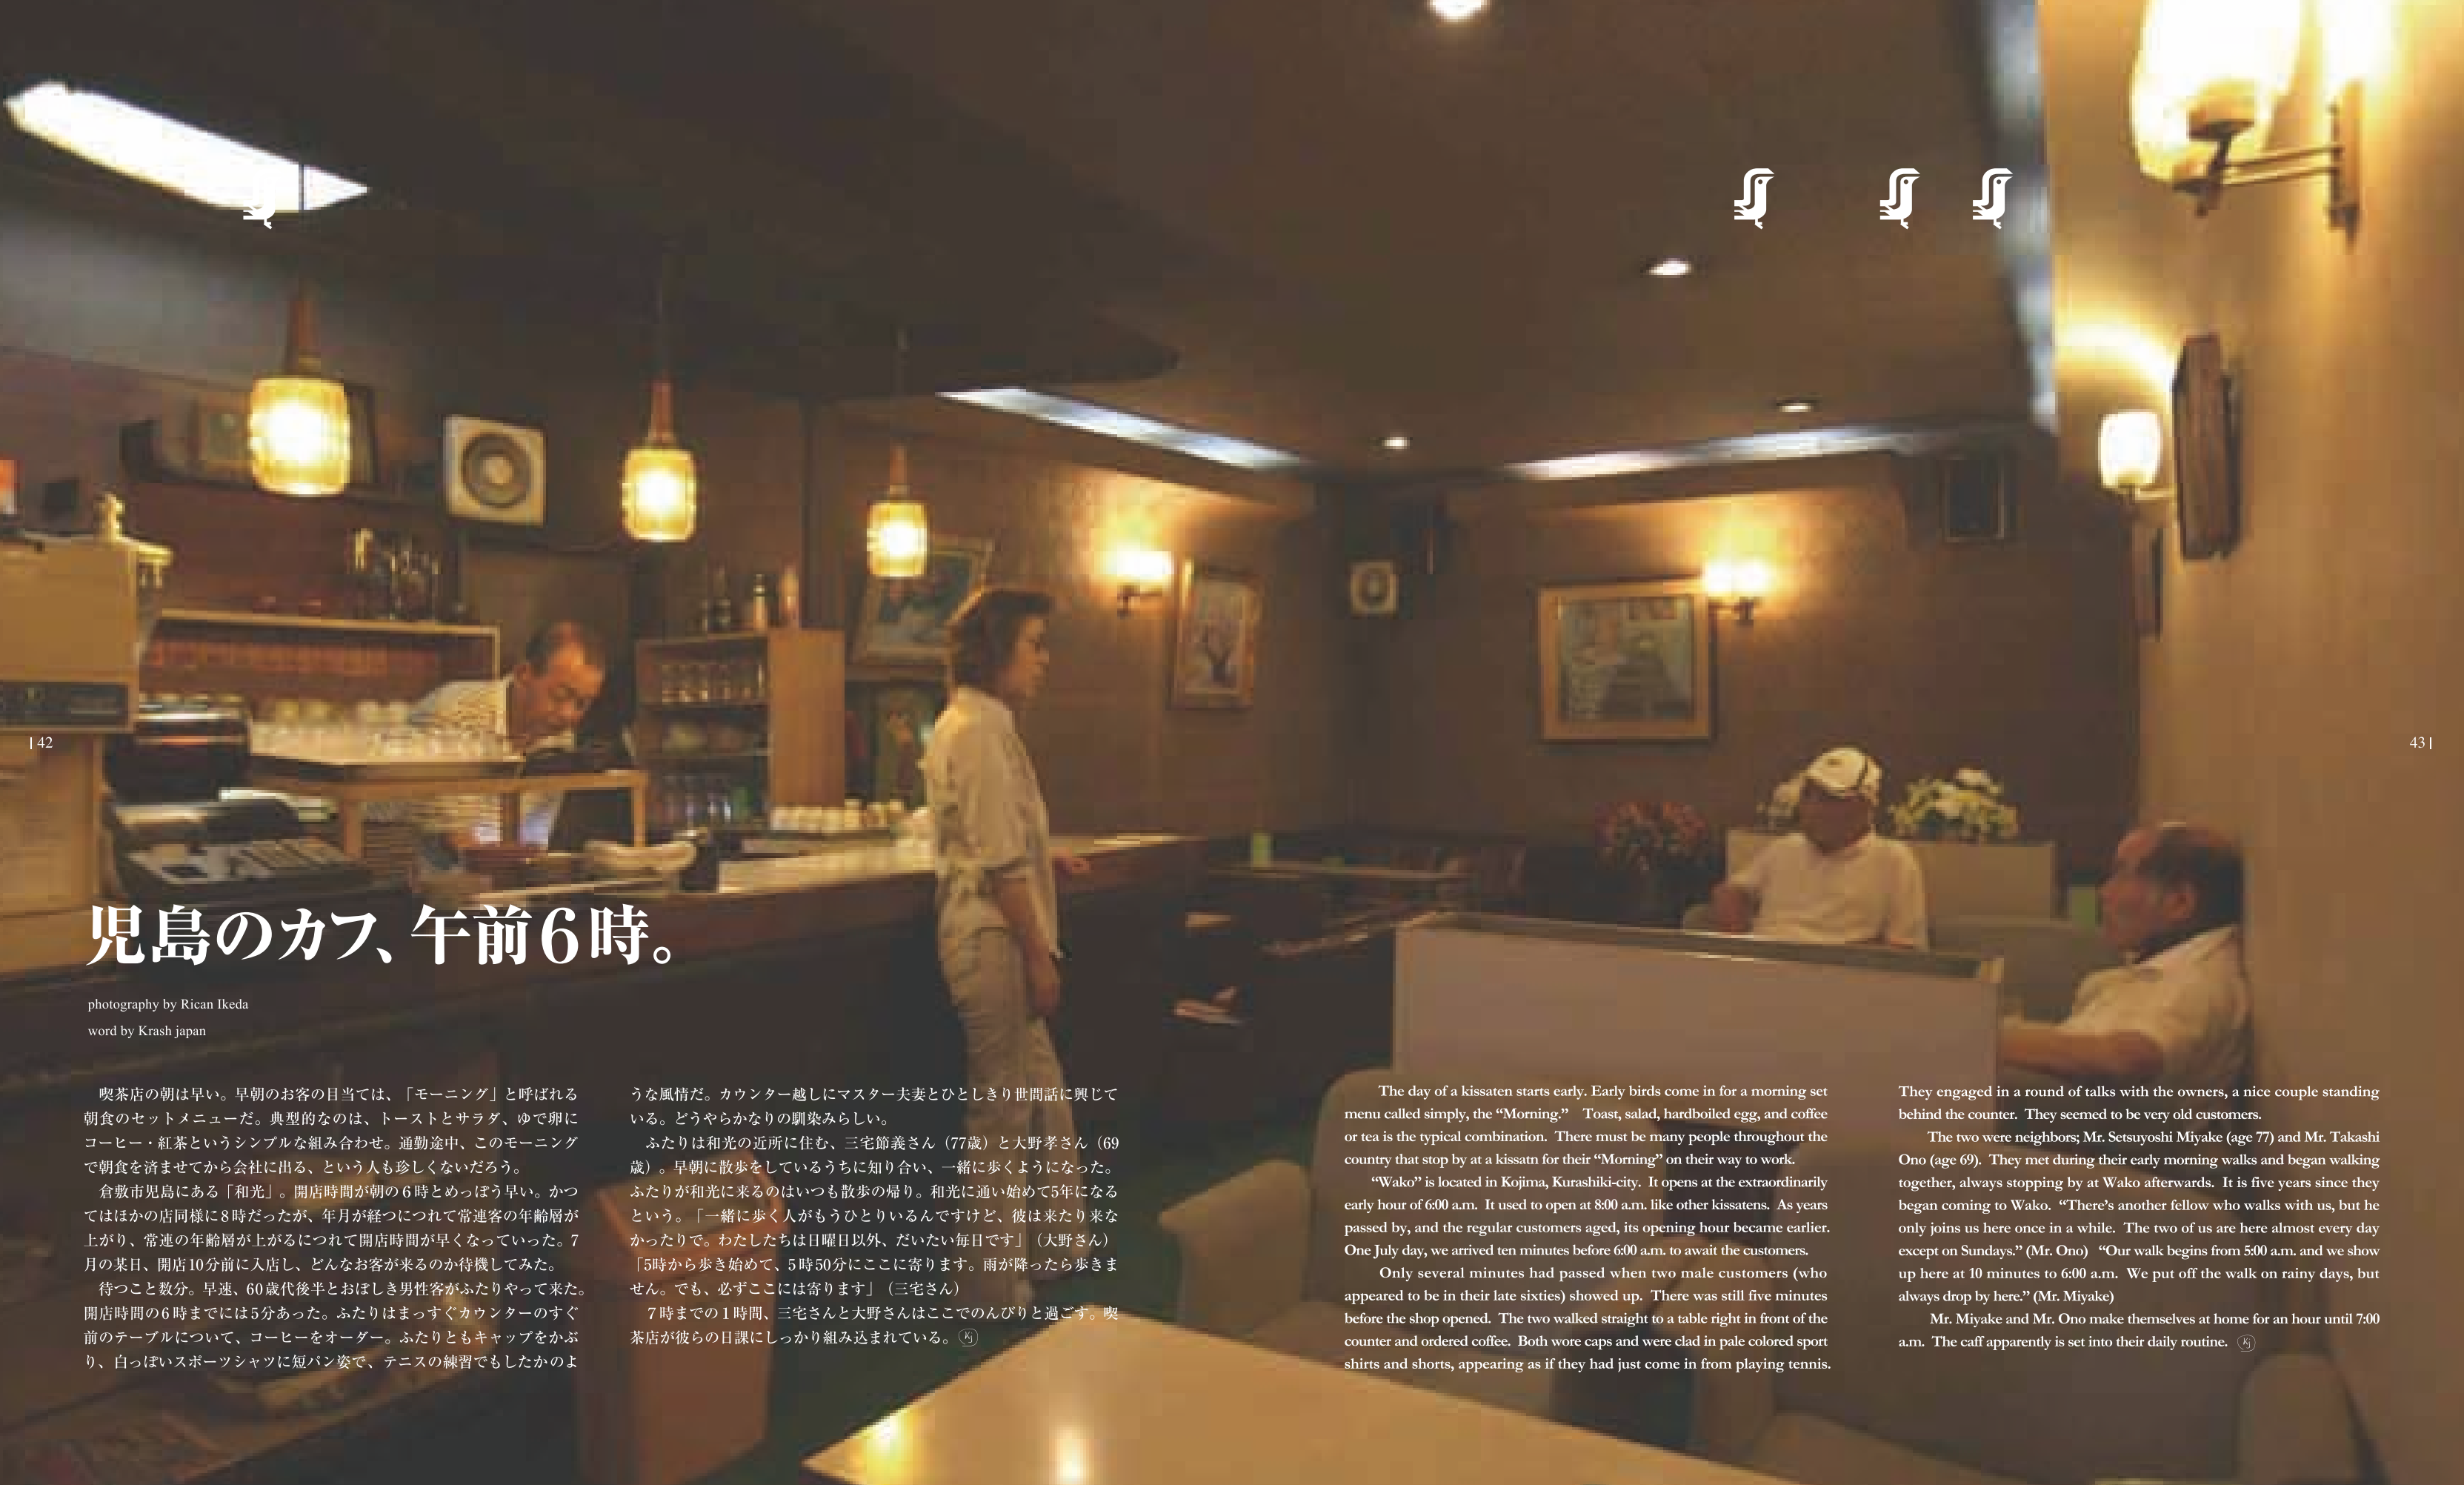 児島のカフ、午前6時。
photography by Rican Ikeda
word by Krash japan
| 42
　喫茶店の朝は早い。早朝のお客の目当ては、「モーニング」と呼ばれる
朝食のセットメニューだ。典型的なのは、トーストとサラダ、ゆで卵に
コーヒー・紅茶というシンプルな組み合わせ。通勤途中、このモーニング
で朝食を済ませてから会社に出る、という人も珍しくないだろう。
　倉敷市児島にある「和光」。開店時間が朝の6時とめっぽう早い。かつ
てはほかの店同様に8時だったが、年月が経つにつれて常連客の年齢層が
上がり、常連の年齢層が上がるにつれて開店時間が早くなっていった。7
月の某日、開店10分前に入店し、どんなお客が来るのか待機してみた。
　待つこと数分。早速、60歳代後半とおぼしき男性客がふたりやって来た。
開店時間の6時までには5分あった。ふたりはまっすぐカウンターのすぐ
前のテーブルについて、コーヒーをオーダー。ふたりともキャップをかぶ
り、白っぽいスポーツシャツに短パン姿で、テニスの練習でもしたかのよ
うな風情だ。カウンター越しにマスター夫妻とひとしきり世間話に興じて
いる。どうやらかなりの馴染みらしい。
　ふたりは和光の近所に住む、三宅節義さん（77歳）と大野孝さん（69
歳）。早朝に散歩をしているうちに知り合い、一緒に歩くようになった。
ふたりが和光に来るのはいつも散歩の帰り。和光に通い始めて5年になる
という。「一緒に歩く人がもうひとりいるんですけど、彼は来たり来な
かったりで。わたしたちは日曜日以外、だいたい毎日です」（大野さん）
「5時から歩き始めて、5時50分にここに寄ります。雨が降ったら歩きま
せん。でも、必ずここには寄ります」（三宅さん）
　7時までの1時間、三宅さんと大野さんはここでのんびりと過ごす。喫
茶店が彼らの日課にしっかり組み込まれている。KJ
The day of a kissaten starts early. Early birds come in for a morning set
menu called simply, the “Morning.” Toast, salad, hardboiled egg, and coffee
or tea is the typical combination. There must be many people throughout the
country that stop by at a kissatn for their “Morning” on their way to work.
“Wako” is located in Kojima, Kurashiki-city. It opens at the extraordinarily
early hour of 6:00 a.m. It used to open at 8:00 a.m. like other kissatens. As years
passed by, and the regular customers aged, its opening hour became earlier.
One July day, we arrived ten minutes before 6:00 a.m. to await the customers.
Only several minutes had passed when two male customers (who
appeared to be in their late sixties) showed up. There was still five minutes
before the shop opened. The two walked straight to a table right in front of the
counter and ordered coffee. Both wore caps and were clad in pale colored sport
shirts and shorts, appearing as if they had just come in from playing tennis.
They engaged in a round of talks with the owners, a nice couple standing
behind the counter. They seemed to be very old customers.
The two were neighbors; Mr. Setsuyoshi Miyake (age 77) and Mr. Takashi
Ono (age 69). They met during their early morning walks and began walking
together, always stopping by at Wako afterwards. It is five years since they
began coming to Wako. “There’s another fellow who walks with us, but he
only joins us here once in a while. The two of us are here almost every day
except on Sundays.” (Mr. Ono) “Our walk begins from 5:00 a.m. and we show
up here at 10 minutes to 6:00 a.m. We put off the walk on rainy days, but
always drop by here.” (Mr. Miyake)
Mr. Miyake and Mr. Ono make themselves at home for an hour until 7:00
a.m. The caff apparently is set into their daily routine. KJ
43 |